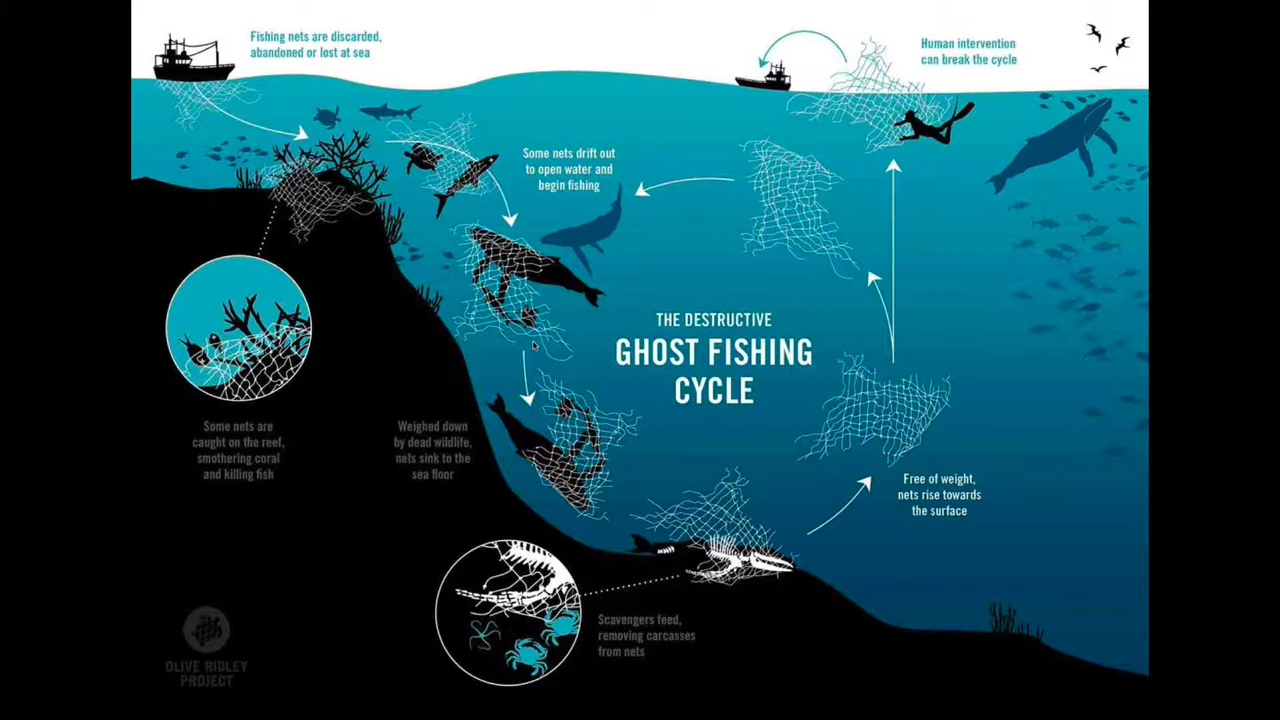 Fishing nets are discarded,
abandoned or lost at sea
Human intervention
can break the cycle
Some nets drift out
to open water and
begin fishing
THE DESTRUCTIVE
GHOST FISHING
CYCLE
Some nets are
caught on the reef,
smothering coral
and killing fish
Weighed down
by dead wildlife,
nets sink to the
sea floor
Free of weight,
nets rise towards
the surface
Scavengers feed,
removing carcasses
from nets
OLIVE RIDLEY
PROJECT